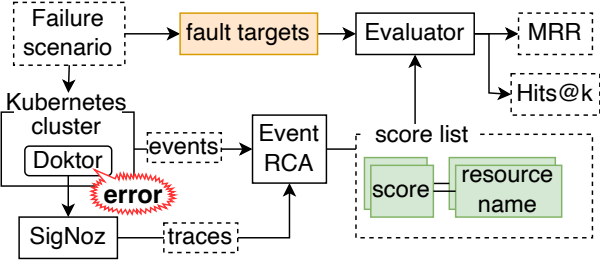 Failure
scenario
fault targets
Evaluator
MRR
Hits@k
Kubernetes
cluster
Doktor
error
events
Event
RCA
score list
score
resource
name
SigNoz
traces